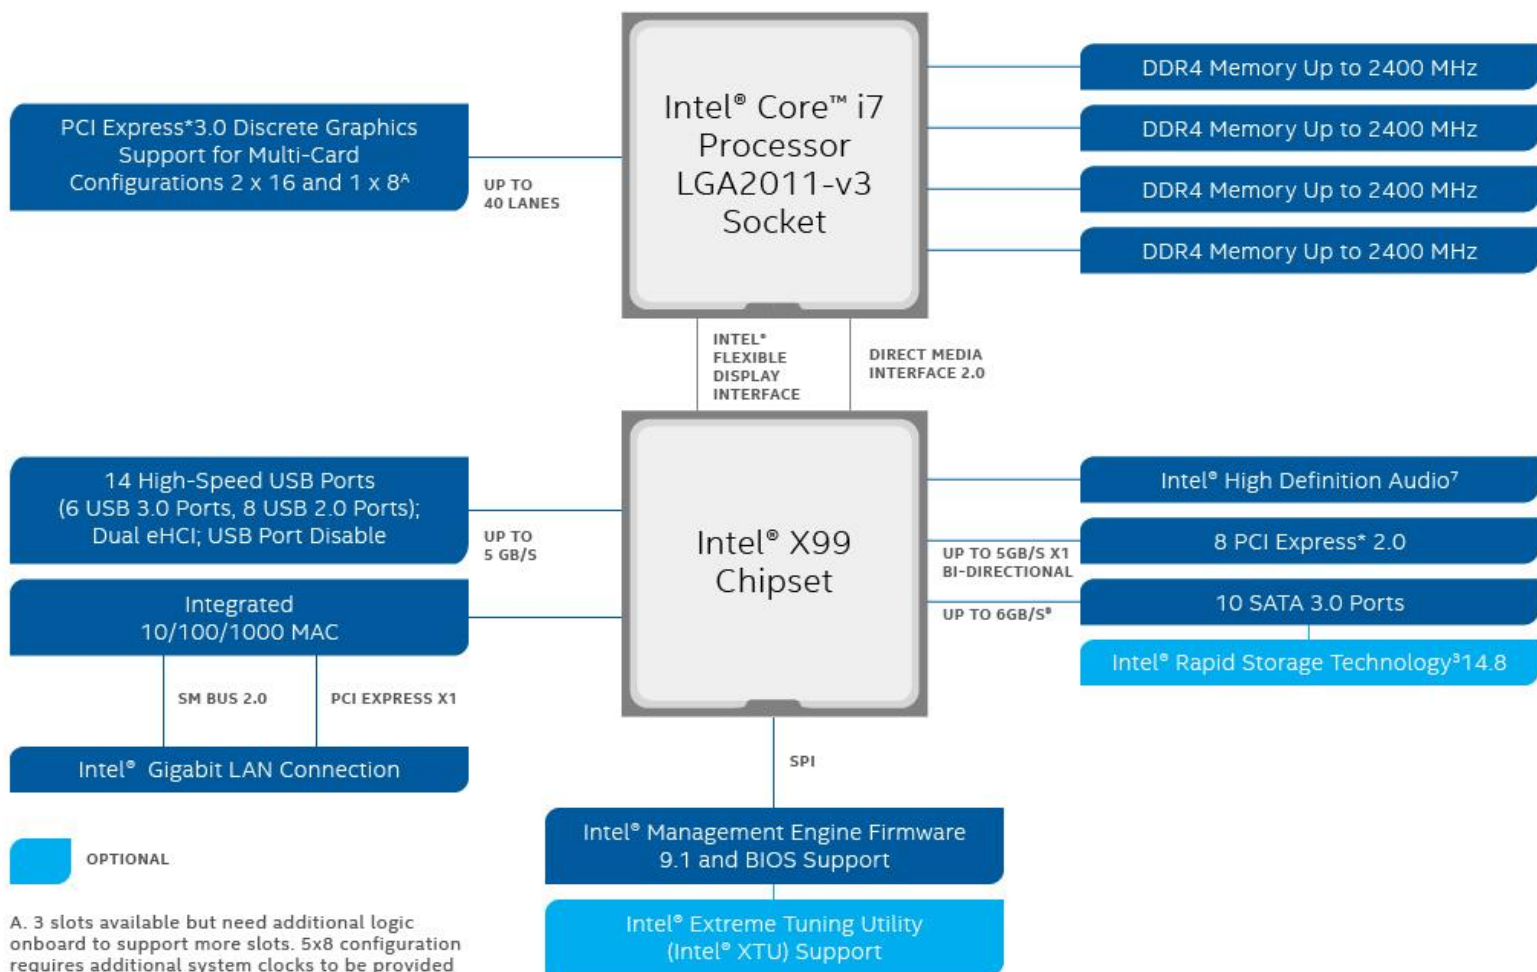 Intel® Core™ i7
Processor
LGA2011-v3
Socket
PCI Express*3.0 Discrete Graphics
Support for Multi-Card
Configurations 2 x 16 and 1 x 8ᴬ
UP TO
40 LANES
DDR4 Memory Up to 2400 MHz
DDR4 Memory Up to 2400 MHz
DDR4 Memory Up to 2400 MHz
DDR4 Memory Up to 2400 MHz
INTEL®
FLEXIBLE
DISPLAY
INTERFACE
DIRECT MEDIA
INTERFACE 2.0
Intel® X99
Chipset
14 High-Speed USB Ports
(6 USB 3.0 Ports, 8 USB 2.0 Ports);
Dual eHCI; USB Port Disable
UP TO
5 GB/S
Integrated
10/100/1000 MAC
SM BUS 2.0
PCI EXPRESS X1
Intel® Gigabit LAN Connection
Intel® High Definition Audio⁷
8 PCI Express* 2.0
UP TO 5GB/S X1
BI-DIRECTIONAL
10 SATA 3.0 Ports
UP TO 6GB/S⁸
Intel® Rapid Storage Technology³14.8
SPI
Intel® Management Engine Firmware
9.1 and BIOS Support
Intel® Extreme Tuning Utility
(Intel® XTU) Support
OPTIONAL
A. 3 slots available but need additional logic
onboard to support more slots. 5x8 configuration
requires additional system clocks to be provided